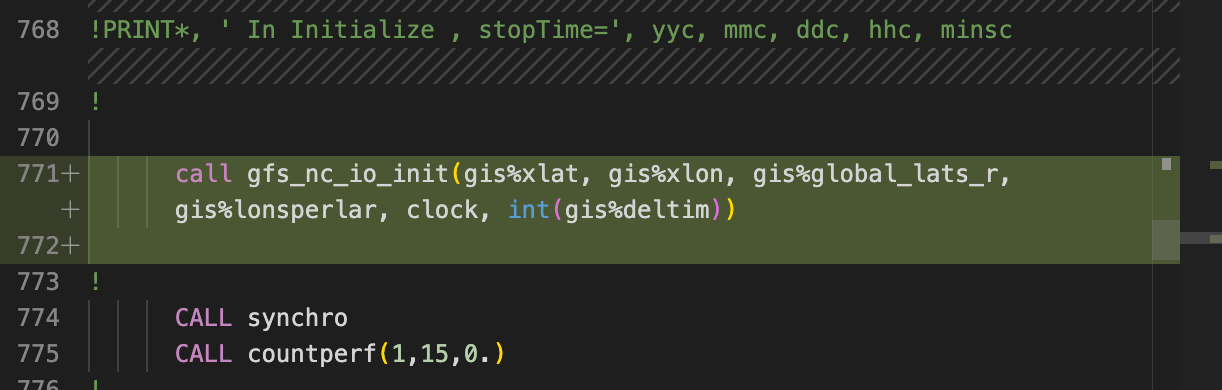 768 !PRINT*, ' In Initialize , stopTime=', yyc, mmc, ddc, hhc, minsc
769 !
770
771+ call gfs_nc_io_init(gis%xlat, gis%xlon, gis%global_lats_r,
+ gis%lonsperlar, clock, int(gis%deltim))
772+
773 !
774 CALL synchro
775 CALL countperf(1,15,0.)
776 !